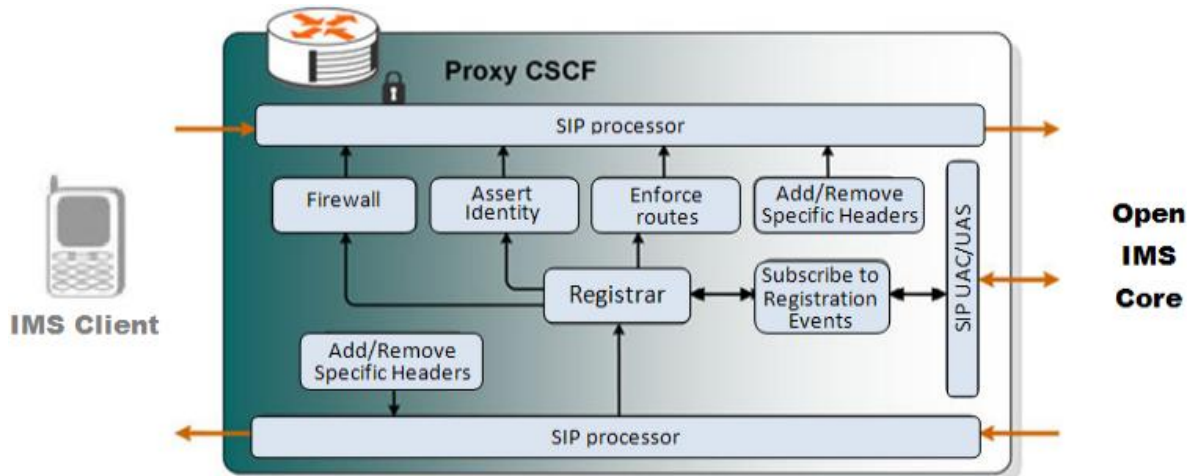 Proxy CSCF
SIP processor
Firewall
Assert
Identity
Enforce
routes
Add/Remove
Specific Headers
SIP UAC/UAS
Open
IMS
Core
IMS Client
Registrar
Subscribe to
Registration
Events
Add/Remove
Specific Headers
SIP processor